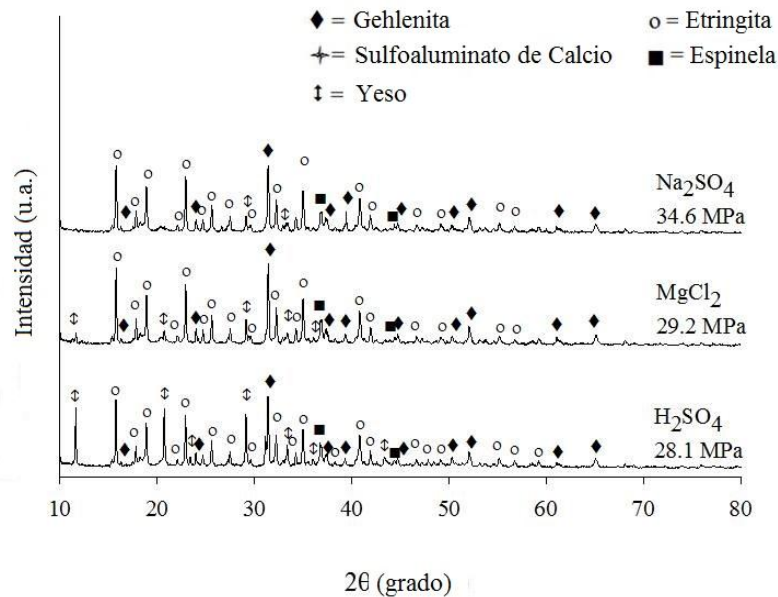 ♦ = Gehlenita
o = Etringita
✦ = Sulfoaluminato de Calcio
■ = Espinela
↕ = Yeso
Intensidad (u.a.)
Na₂SO₄
34.6 MPa
MgCl₂
29.2 MPa
H₂SO₄
28.1 MPa
10 20 30 40 50 60 70 80
2θ (grado)